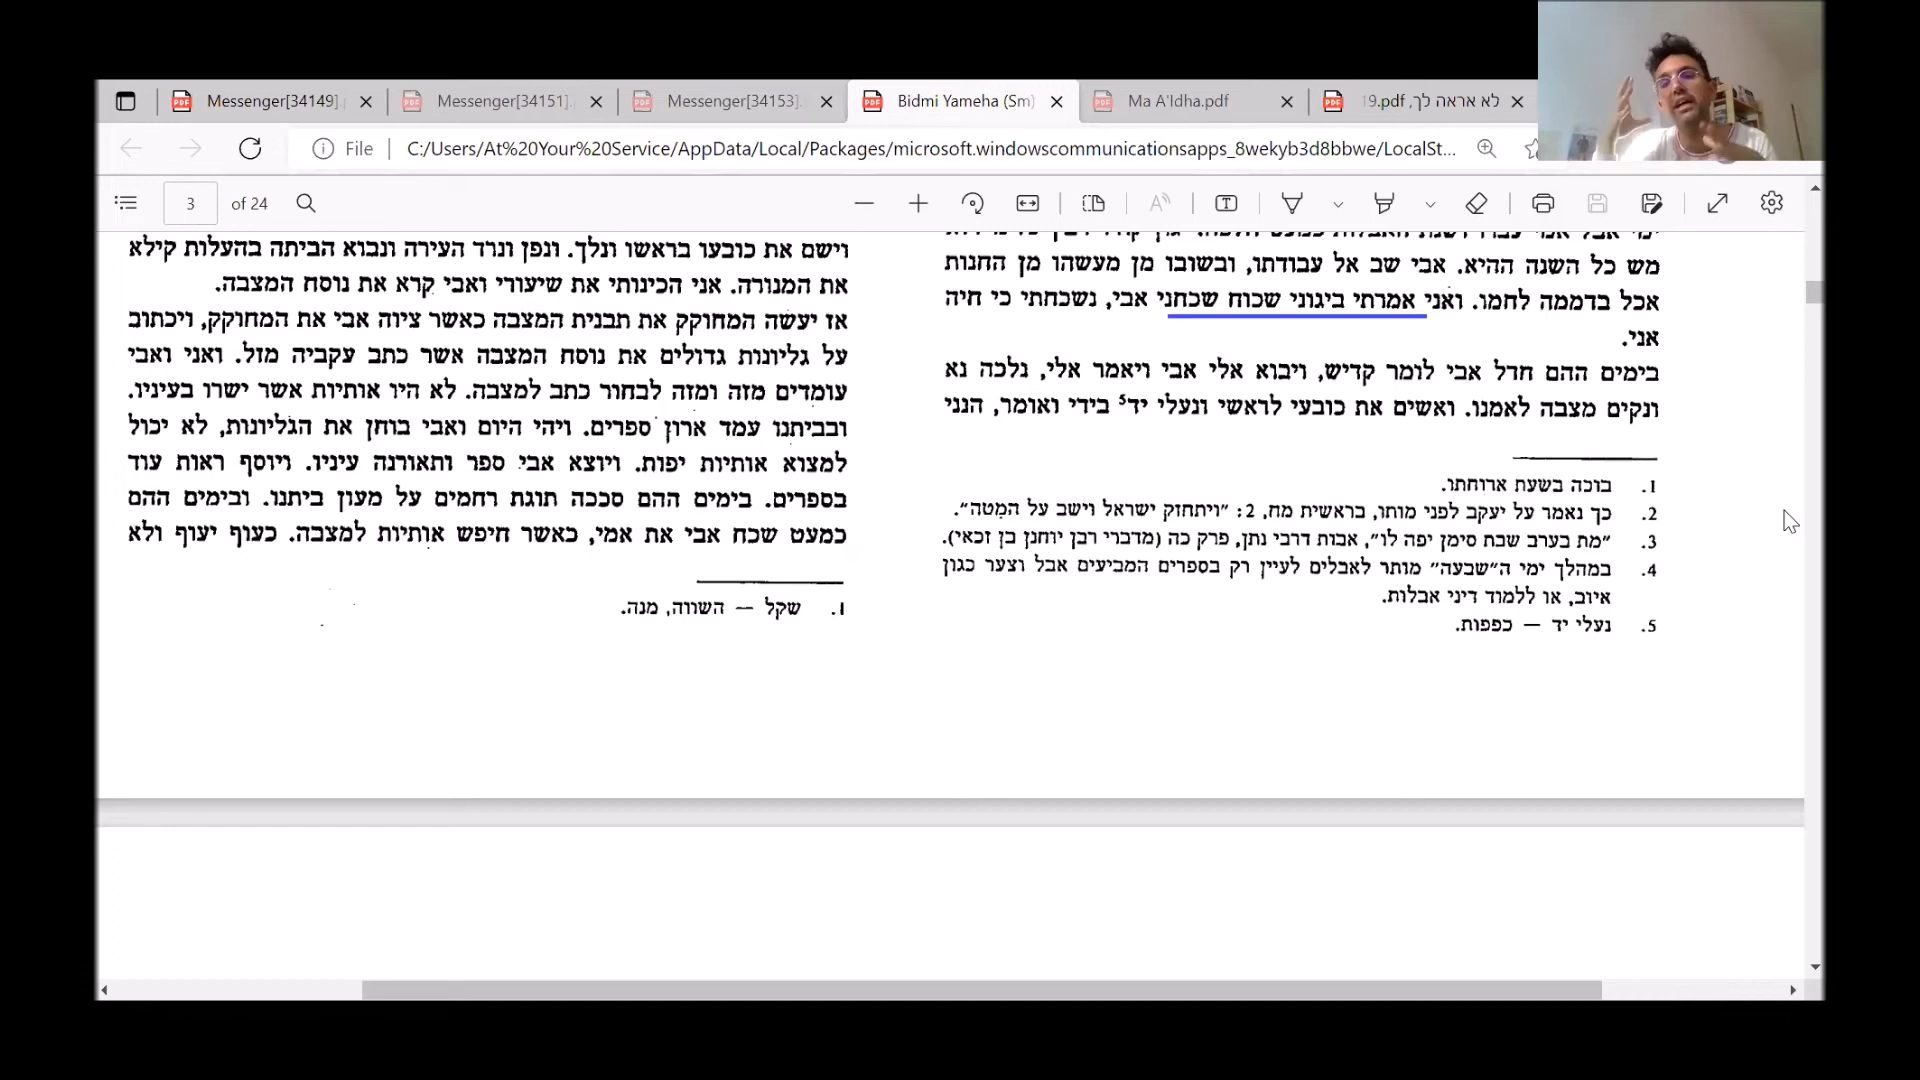 Messenger[34149].
Messenger[34151].
Messenger[34153].
Bidmi Yameha (Sm)
Ma A'Idha.pdf
לא אראה לך, 19.pdf
File
C:/Users/At%20Your%20Service/AppData/Local/Packages/microsoft.windowscommunicationsapps_8wekyb3d8bbwe/LocalSt...
3 of 24
מש כל השנה ההיא. אבי שב אל עבודתו, ובשובו מן מעשהו מן החנות
אכל בדממה לחמו. ואני אמרתי ביגוני שכוח שכחני אבי, נשכחתי כי חיה
אני.
בימים ההם חדל אבי לומר קדיש, ויבוא אלי אבי ויאמר אלי, נלכה נא
ונקים מצבה לאמנו. ואשים את כובעי לראשי ונעלי יד5 בידי ואומר, הנני
1. בוכה בשעת ארוחתו.
2. כך נאמר על יעקב לפני מותו, בראשית מח, 2: "ויתחזק ישראל וישב על המִטה".
3. "מת בערב שבת סימן יפה לו", אבות דרבי נתן, פרק כה (מדברי רבן יוחנן בן זכאי).
4. במהלך ימי ה"שבעה" מותר לאבלים לעיין רק בספרים המביעים אבל וצער כגון
איוב, או ללמוד דיני אבלות.
5. נעלי יד — כפפות.
וישם את כובעו בראשו ונלך. ונפן ונרד העירה ונבוא הביתה בהעלות קילא
את המנורה. אני הכינותי את שיעורי ואבי קרא את נוסח המצבה.
אז יעשה המחוקק את תבנית המצבה כאשר ציוה אבי את המחוקק, ויכתוב
על גליונות גדולים את נוסח המצבה אשר כתב עקביה מזל. ואני ואבי
עומדים מזה ומזה לבחור כתב למצבה. לא היו אותיות אשר ישרו בעיניו.
ובביתנו עמד ארון ספרים. ויהי היום ואבי בוחן את הגליונות, לא יכול
למצוא אותיות יפות. ויוצא אבי ספר ותאורנה עיניו. ויוסף ראות עוד
בספרים. בימים ההם סככה תוגת רחמים על מעון ביתנו. ובימים ההם
כמעט שכח אבי את אמי, כאשר חיפש אותיות למצבה. כעוף יעוף ולא
1. שקל — השווה, מנה.